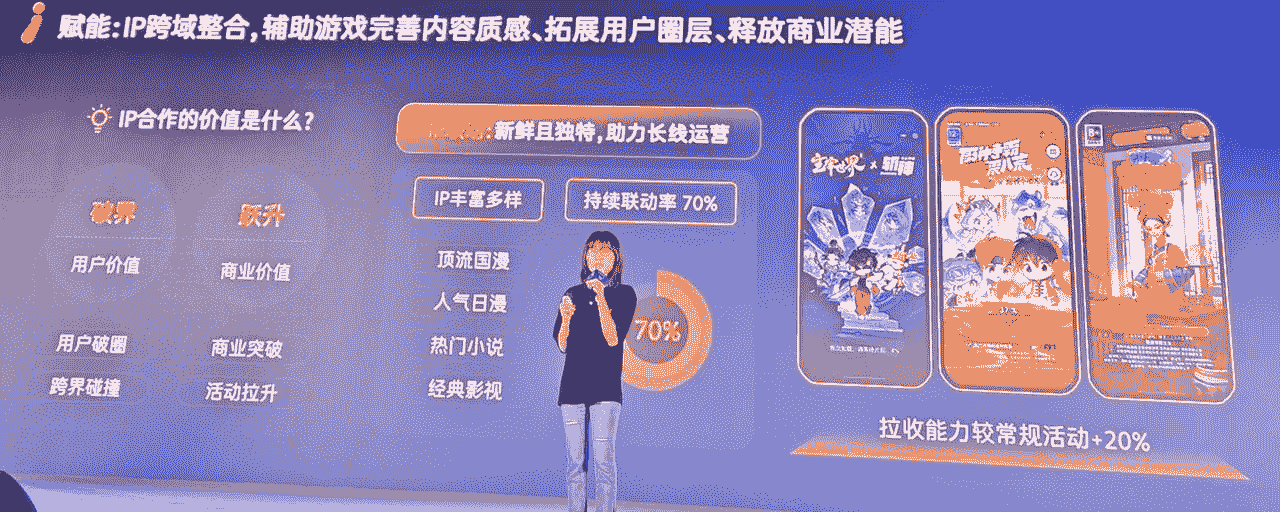 赋能:IP跨域整合,辅助游戏完善内容质感、拓展用户圈层、释放商业潜能
IP合作的价值是什么?
破界
跃升
用户价值
商业价值
用户破圈
商业突破
跨界碰撞
活动拉升
:新鲜且独特,助力长线运营
IP丰富多样
持续联动率 70%
顶流国漫
人气日漫
热门小说
经典影视
70%
拉收能力较常规活动+20%